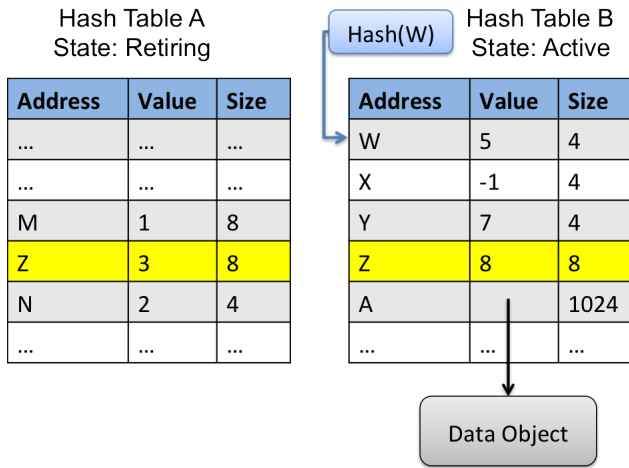 Hash Table A
State: Retiring
Hash(W)
Hash Table B
State: Active
Address Value Size
... ... ...
... ... ...
M 1 8
Z 3 8
N 2 4
... ... ...
Address Value Size
W 5 4
X -1 4
Y 7 4
Z 8 8
A 1024
... ... ...
Data Object